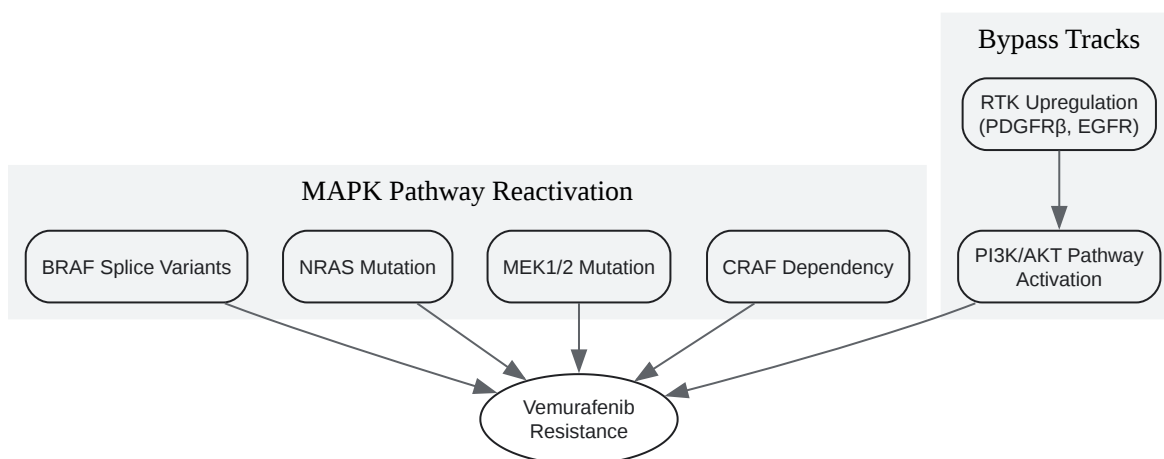 Bypass Tracks
RTK Upregulation
(PDGFRβ, EGFR)
MAPK Pathway Reactivation
BRAF Splice Variants
NRAS Mutation
MEK1/2 Mutation
CRAF Dependency
PI3K/AKT Pathway
Activation
Vemurafenib
Resistance